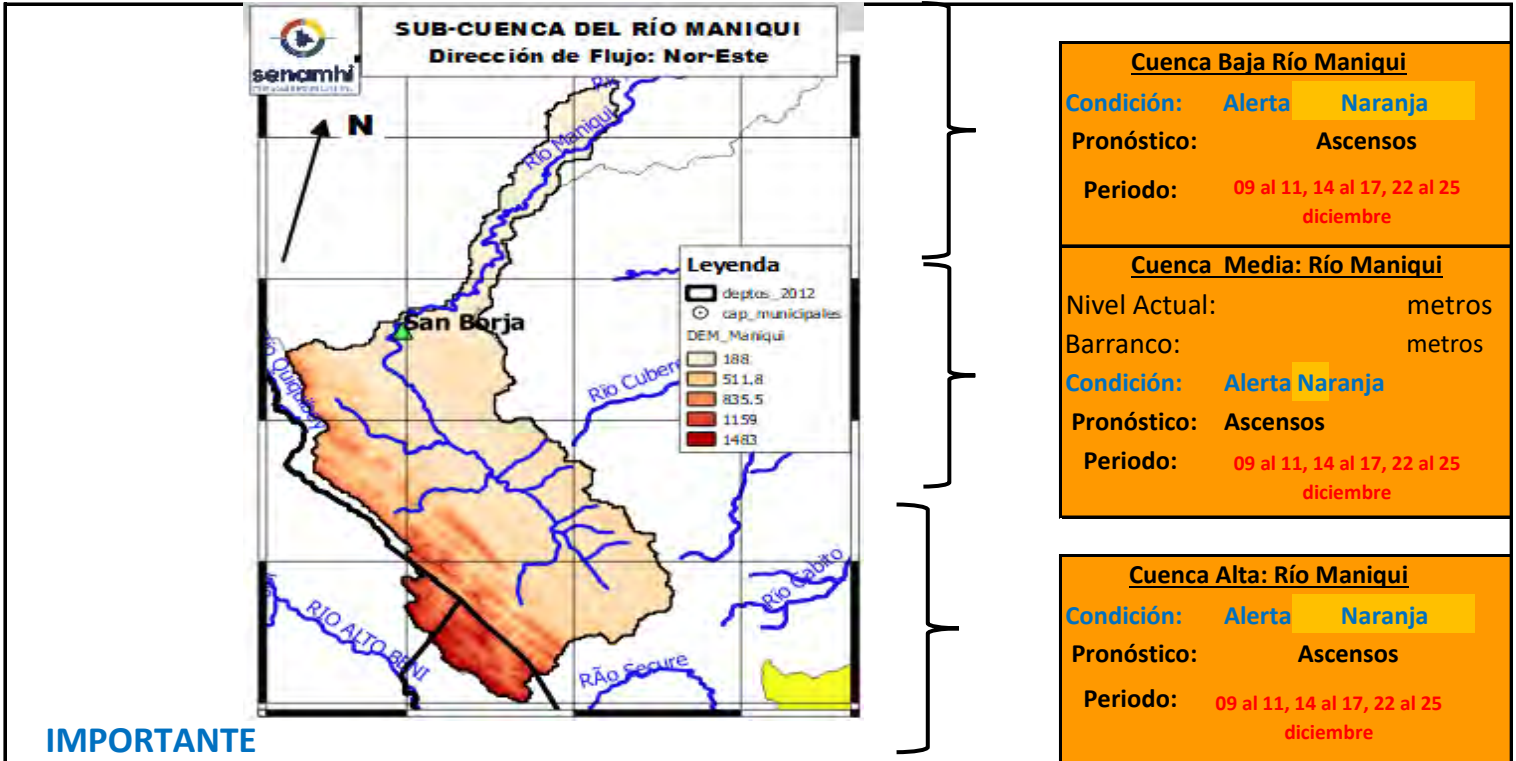 SUB-CUENCA DEL RÍO MANIQUI
Dirección de Flujo: Nor-Este
senamhi
N
Río Maniqui
San Borja
Leyenda
deptos_2012
cap_municipales
DEM_Maniqui
188
511,8
835.5
1159
1483
Río Quiquibey
Río Cubere
Río Cabito
RIO ALTO BENI
RÃo Secure
IMPORTANTE
Cuenca Baja Río Maniqui
Condición: Alerta Naranja
Pronóstico: Ascensos
Periodo: 09 al 11, 14 al 17, 22 al 25
diciembre
Cuenca Media: Río Maniqui
Nivel Actual: metros
Barranco: metros
Condición: Alerta Naranja
Pronóstico: Ascensos
Periodo: 09 al 11, 14 al 17, 22 al 25
diciembre
Cuenca Alta: Río Maniqui
Condición: Alerta Naranja
Pronóstico: Ascensos
Periodo: 09 al 11, 14 al 17, 22 al 25
diciembre